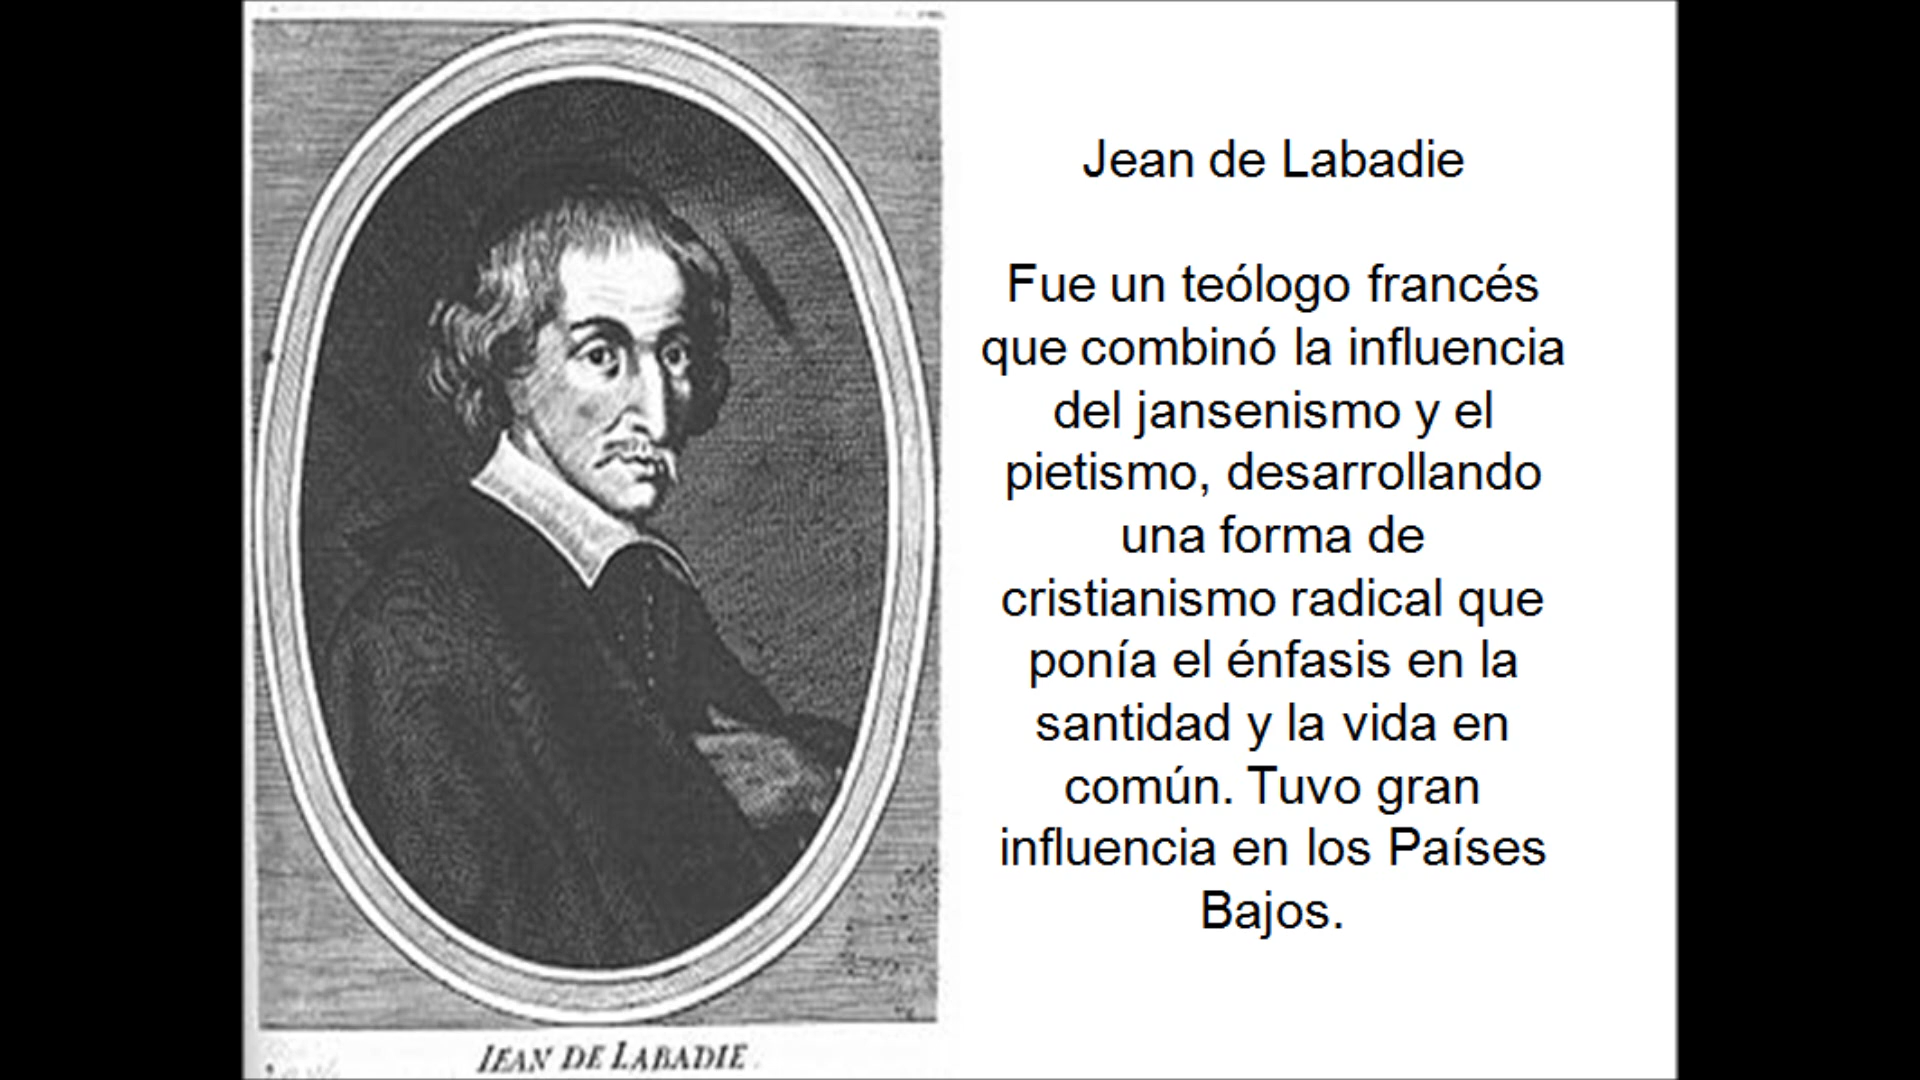 Jean de Labadie
Fue un teólogo francés
que combinó la influencia
del jansenismo y el
pietismo, desarrollando
una forma de
cristianismo radical que
ponía el énfasis en la
santidad y la vida en
común. Tuvo gran
influencia en los Países
Bajos.
IEAN DE LABADIE.